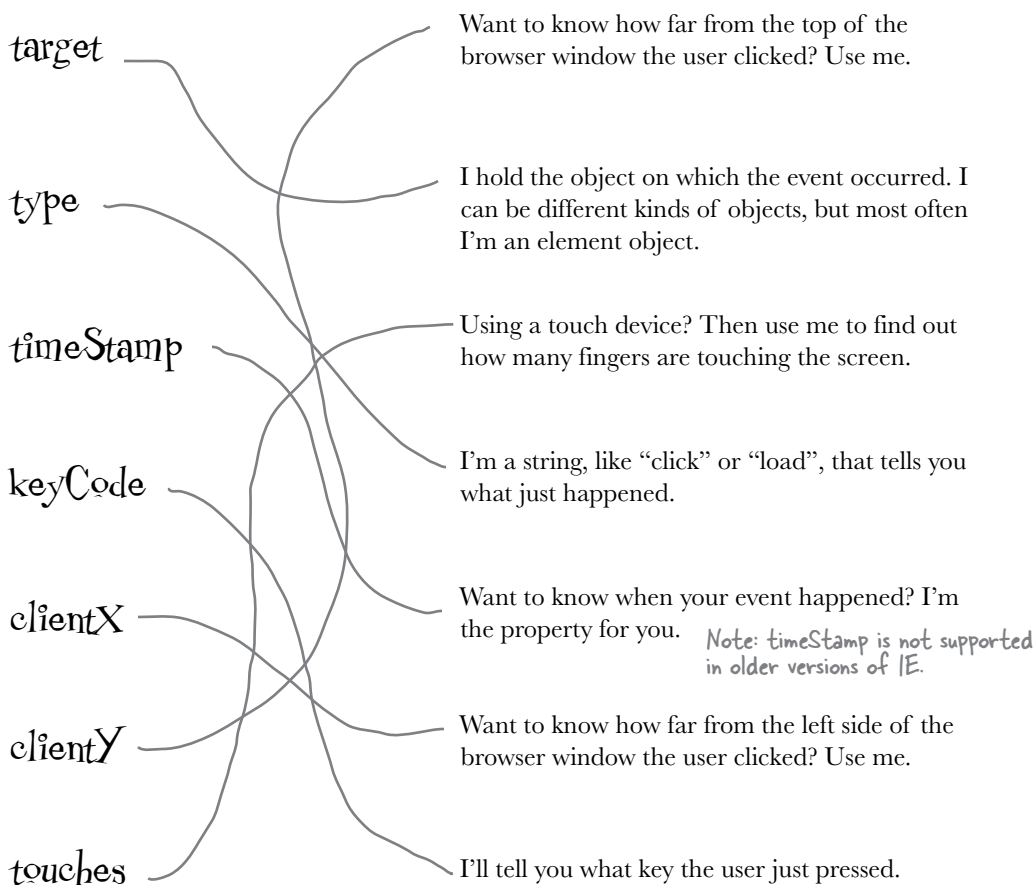 target
Want to know how far from the top of the
browser window the user clicked? Use me.
type
I hold the object on which the event occurred. I
can be different kinds of objects, but most often
I'm an element object.
timeStamp
Using a touch device? Then use me to find out
how many fingers are touching the screen.
keyCode
I'm a string, like “click” or “load”, that tells you
what just happened.
clientX
Want to know when your event happened? I'm
the property for you.
Note: timeStamp is not supported
in older versions of IE.
clientY
Want to know how far from the left side of the
browser window the user clicked? Use me.
touches
I'll tell you what key the user just pressed.